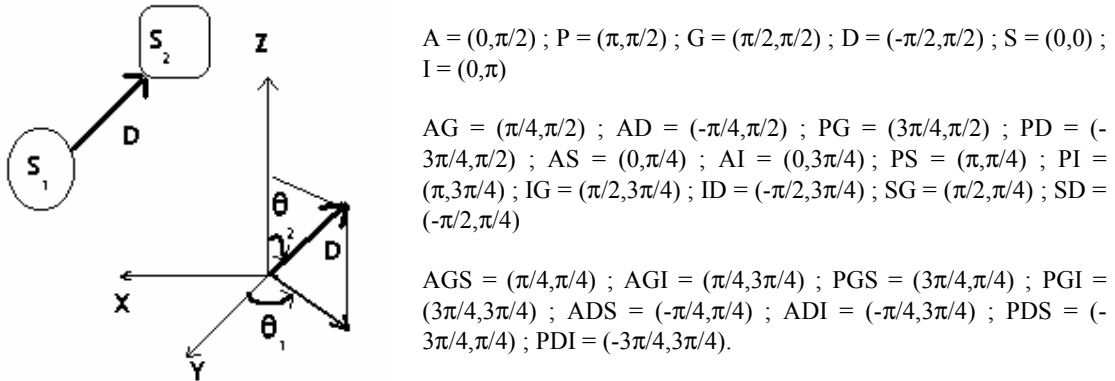 S2
Z
D
S1
θ2
D
X
θ1
Y
A = (0,π/2) ; P = (π,π/2) ; G = (π/2,π/2) ; D = (-π/2,π/2) ; S = (0,0) ;
I = (0,π)
AG = (π/4,π/2) ; AD = (-π/4,π/2) ; PG = (3π/4,π/2) ; PD = (-
3π/4,π/2) ; AS = (0,π/4) ; AI = (0,3π/4) ; PS = (π,π/4) ; PI =
(π,3π/4) ; IG = (π/2,3π/4) ; ID = (-π/2,3π/4) ; SG = (π/2,π/4) ; SD =
(-π/2,π/4)
AGS = (π/4,π/4) ; AGI = (π/4,3π/4) ; PGS = (3π/4,π/4) ; PGI =
(3π/4,3π/4) ; ADS = (-π/4,π/4) ; ADI = (-π/4,3π/4) ; PDS = (-
3π/4,π/4) ; PDI = (-3π/4,3π/4).